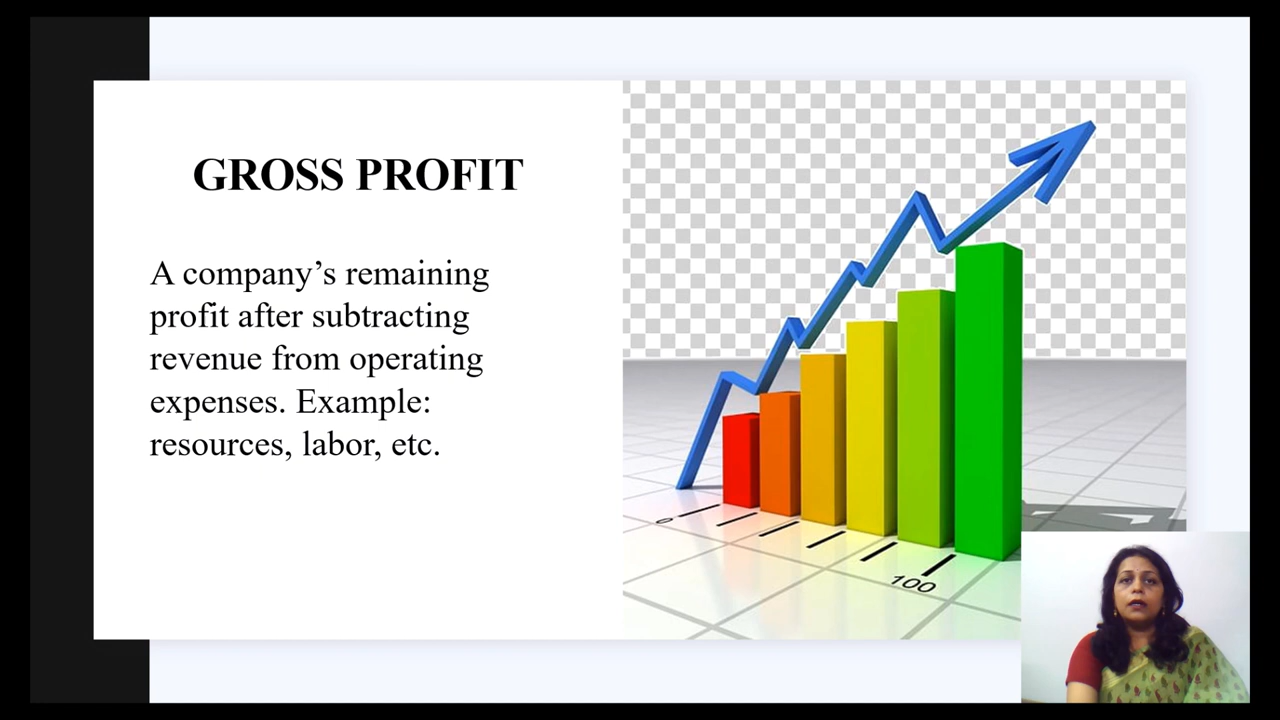 GROSS PROFIT
A company’s remaining
profit after subtracting
revenue from operating
expenses. Example:
resources, labor, etc.
0
100